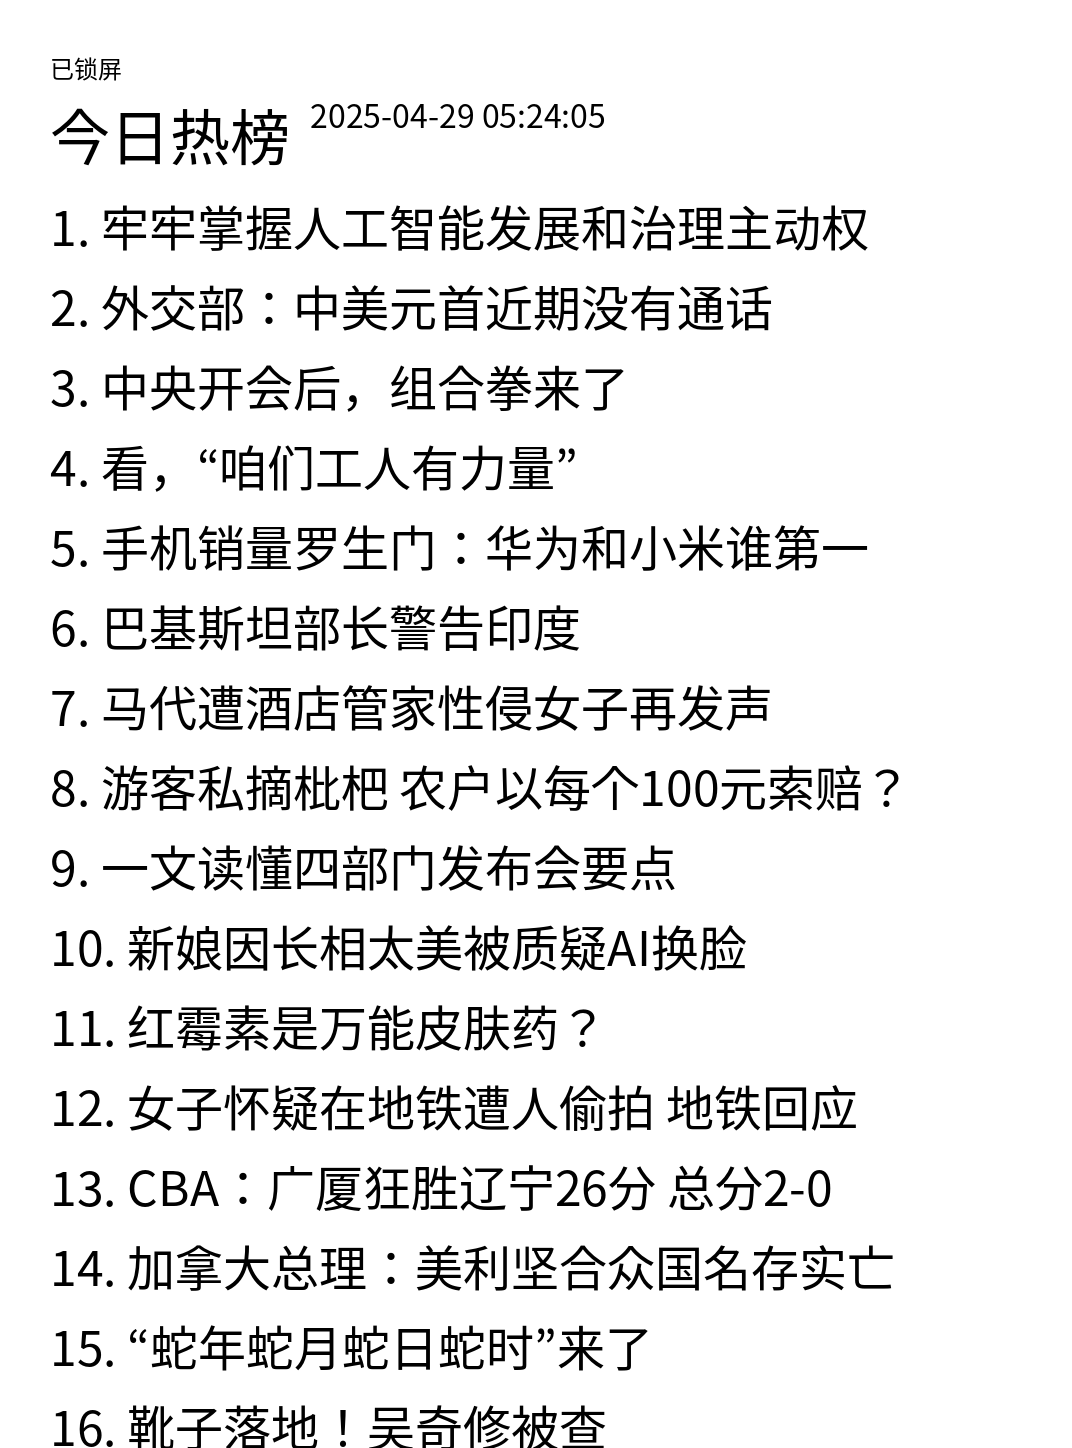 已锁屏
今日热榜 2025-04-29 05:24:05
1. 牢牢掌握人工智能发展和治理主动权
2. 外交部：中美元首近期没有通话
3. 中央开会后，组合拳来了
4. 看，“咱们工人有力量”
5. 手机销量罗生门：华为和小米谁第一
6. 巴基斯坦部长警告印度
7. 马代遭酒店管家性侵女子再发声
8. 游客私摘枇杷 农户以每个100元索赔？
9. 一文读懂四部门发布会要点
10. 新娘因长相太美被质疑AI换脸
11. 红霉素是万能皮肤药？
12. 女子怀疑在地铁遭人偷拍 地铁回应
13. CBA：广厦狂胜辽宁26分 总分2-0
14. 加拿大总理：美利坚合众国名存实亡
15. “蛇年蛇月蛇日蛇时”来了
16. 靴子落地！吴奇修被查